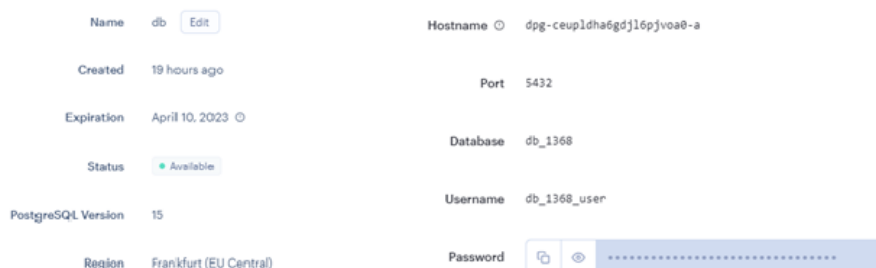 Name db Edit
Created 19 hours ago
Expiration April 10, 2023
Status Available
PostgreSQL Version 15
Region Frankfurt (EU Central)
Hostname dpg-ceupldha6gdjl6pjvoa0-a
Port 5432
Database db_1368
Username db_1368_user
Password